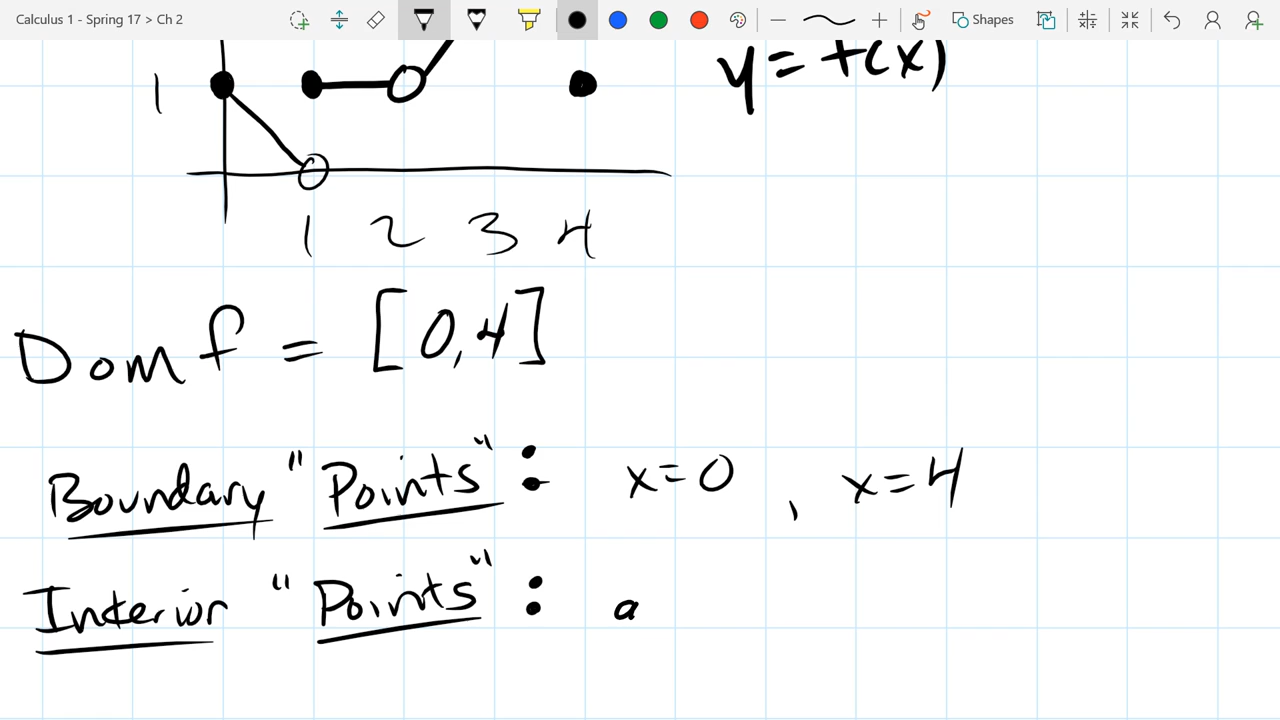 Calculus 1 - Spring 17 > Ch 2
Shapes
y = f(x)
1
1 2 3 4
Dom f = [0,4]
Boundary "Points" : x=0 , x=4
Interior "Points" : a